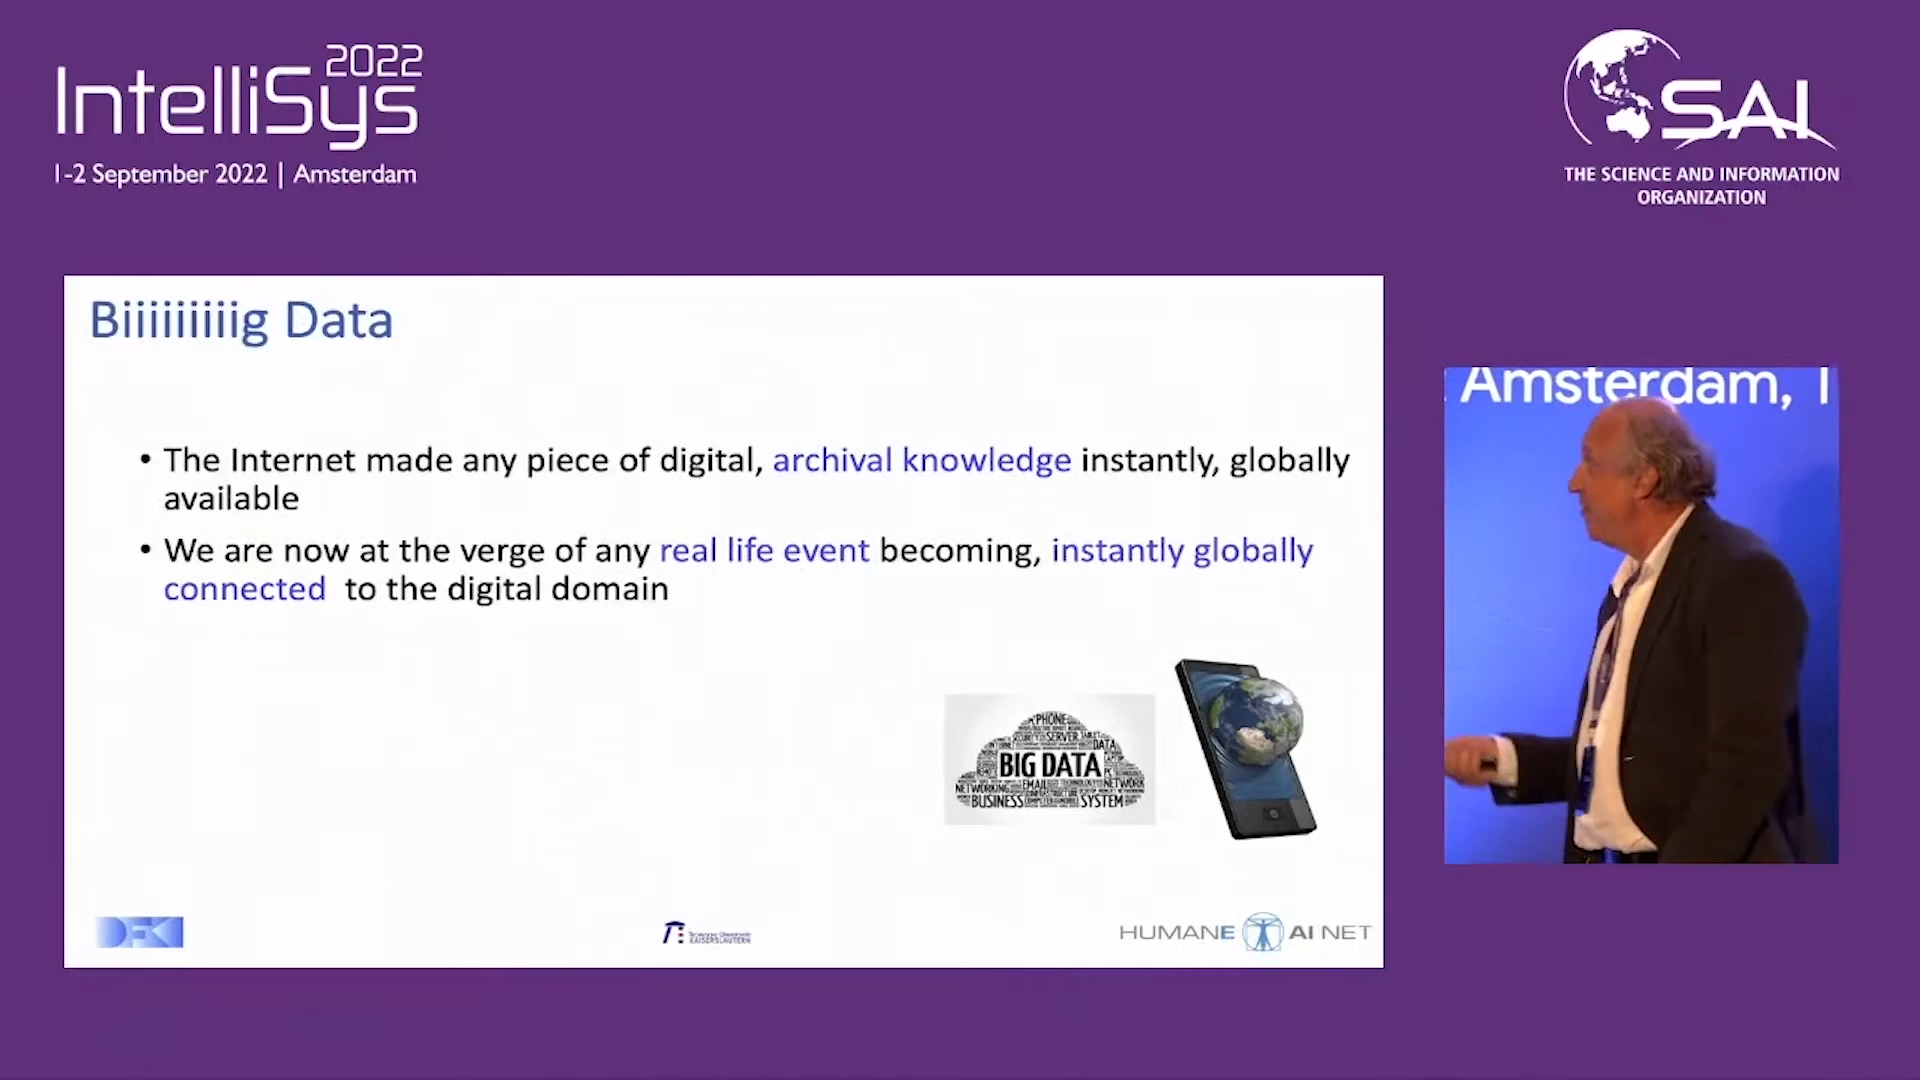 2022
IntelliSys
1-2 September 2022 | Amsterdam
SAI
THE SCIENCE AND INFORMATION
ORGANIZATION
Biiiiiiiiig Data
• The Internet made any piece of digital, archival knowledge instantly, globally
available
• We are now at the verge of any real life event becoming, instantly globally
connected to the digital domain
PHONE
SERVER
DATA
BIG DATA
NETWORKING EMAIL NETWORK
BUSINESS SYSTEM
DFKI
KAISERSLAUTERN
HUMANE AI NET
Amsterdam,